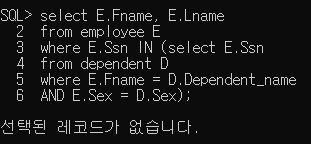 SQL> select E.Fname, E.Lname
2 from employee E
3 where E.Ssn IN (select E.Ssn
4 from dependent D
5 where E.Fname = D.Dependent_name
6 AND E.Sex = D.Sex);
선택된 레코드가 없습니다.